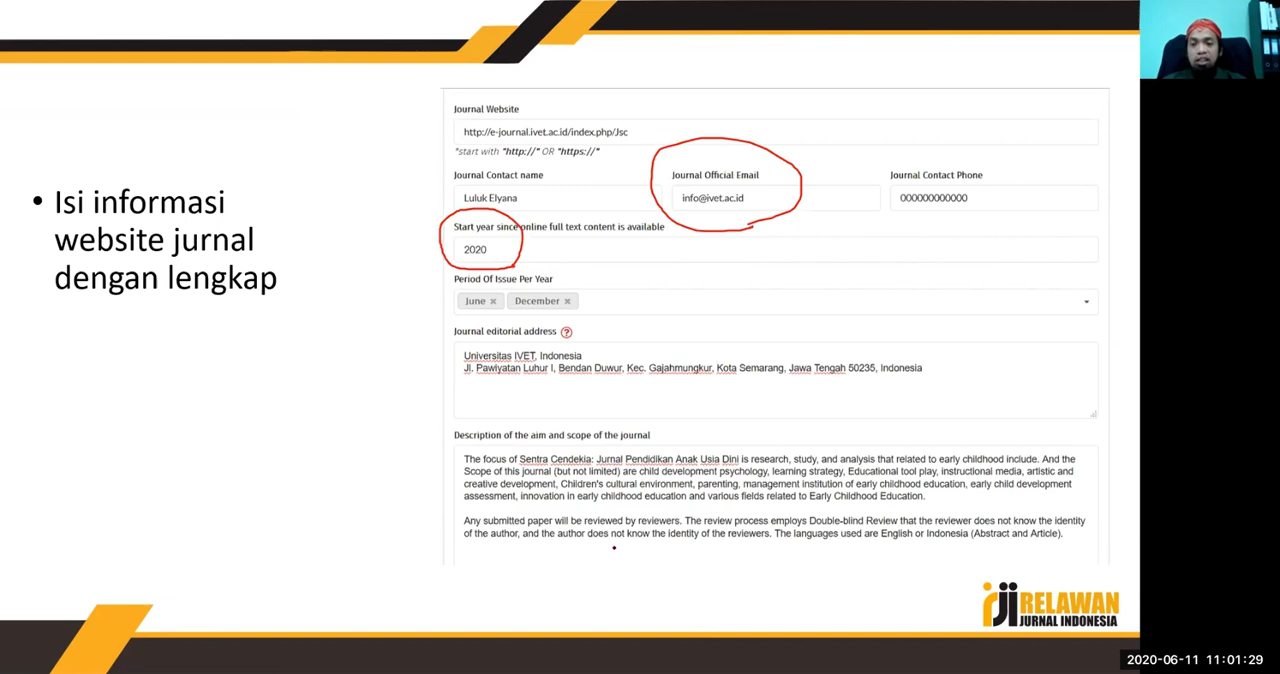 • Isi informasi
website jurnal
dengan lengkap
Journal Website
http://e-journal.ivet.ac.id/index.php/Jsc
*start with "http://" OR "https://"
Journal Contact name
Journal Official Email
Journal Contact Phone
Luluk Elyana
info@ivet.ac.id
000000000000
Start year since online full text content is available
2020
Period Of Issue Per Year
June × December ×
Journal editorial address ?
Universitas IVET, Indonesia
Jl. Pawiyatan Luhur I, Bendan Duwur, Kec. Gajahmungkur, Kota Semarang, Jawa Tengah 50235, Indonesia
Description of the aim and scope of the journal
The focus of Sentra Cendekia: Jurnal Pendidikan Anak Usia Dini is research, study, and analysis that related to early childhood include. And the
Scope of this journal (but not limited) are child development psychology, learning strategy, Educational tool play, instructional media, artistic and
creative development, Children's cultural environment, parenting, management institution of early childhood education, early child development
assessment, innovation in early childhood education and various fields related to Early Childhood Education.
Any submitted paper will be reviewed by reviewers. The review process employs Double-blind Review that the reviewer does not know the identity
of the author, and the author does not know the identity of the reviewers. The languages used are English or Indonesia (Abstract and Article).
rji RELAWAN
JURNAL INDONESIA
2020-06-11 11:01:29